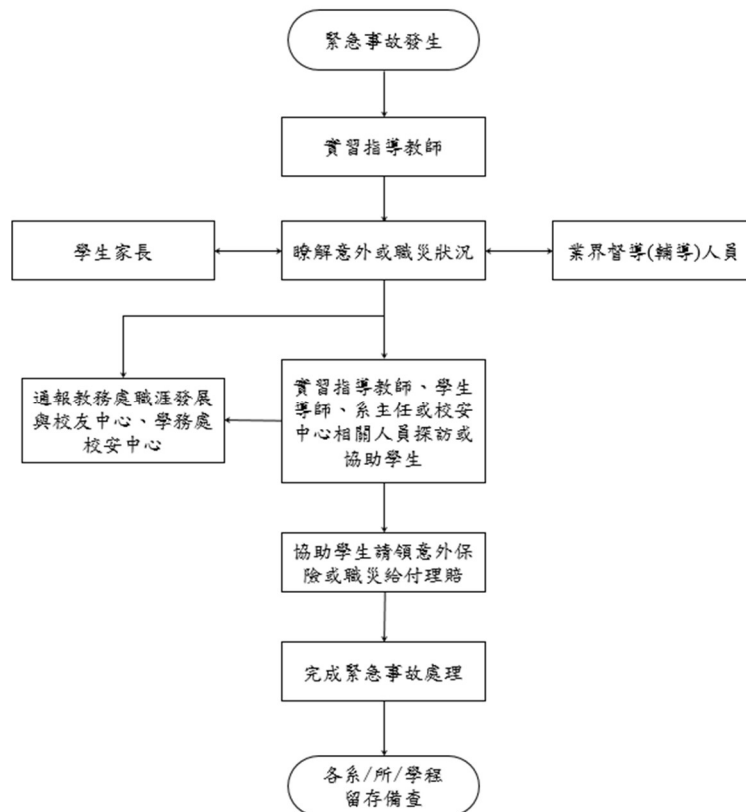 緊急事故發生
實習指導教師
學生家長
瞭解意外或職災狀況
業界督導(輔導)人員
通報教務處職涯發展
與校友中心、學務處
校安中心
實習指導教師、學生
導師、系主任或校安
中心相關人員探訪或
協助學生
協助學生請領意外保
險或職災給付理賠
完成緊急事故處理
各系/所/學程
留存備查